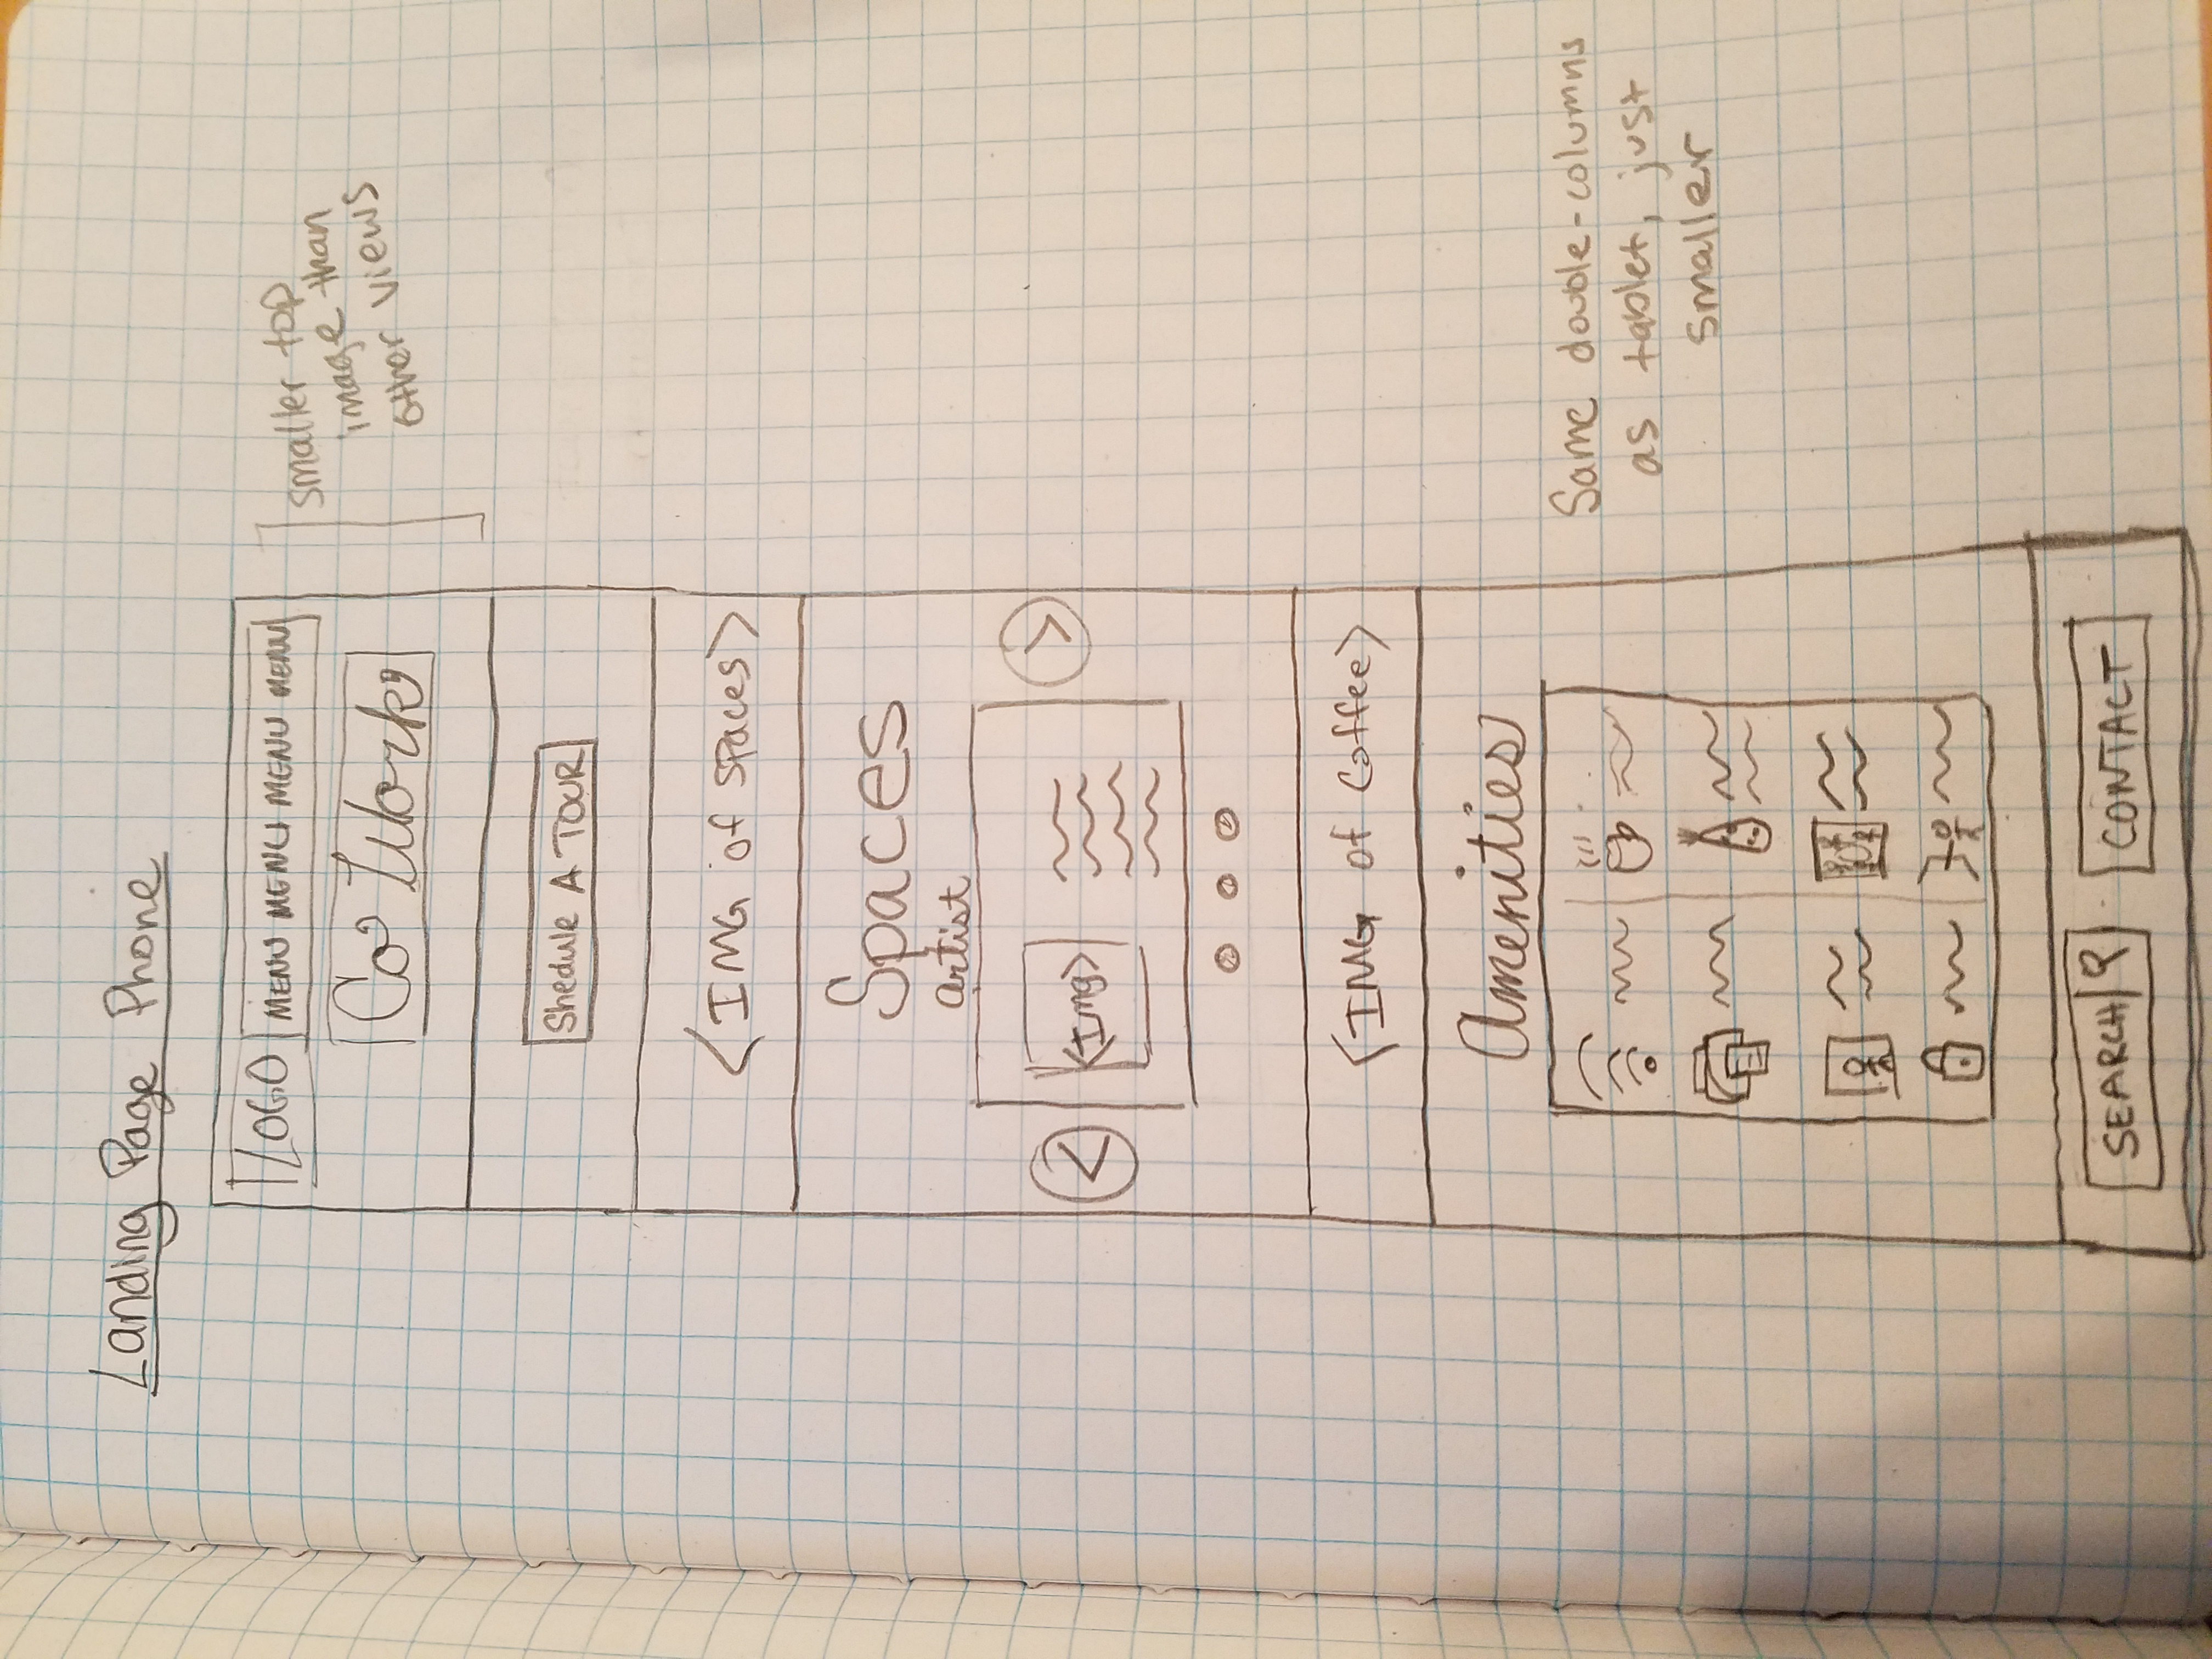 Landing Page Phone
LOGO MENU MENU MENU MENU
smaller top
image than
other views
Co Work
Shedule A TOUR
<IMG of spaces>
Spaces
artist
< <Img> >
<IMG of Coffee>
Amenities
Same double-columns
as tablet, just
smaller
SEARCH CONTACT